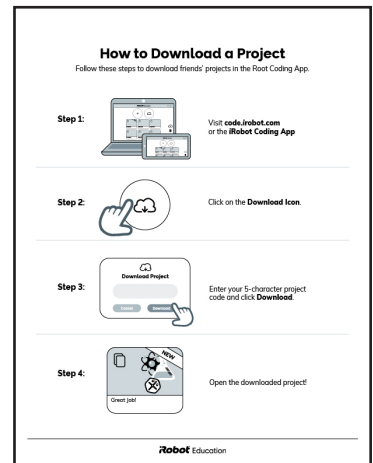 How to Download a Project
Follow these steps to download friends' projects in the Root Coding App.
Step 1:
Visit code.irobot.com
or the iRobot Coding App
Step 2:
Click on the Download Icon.
Step 3:
Download Project
Cancel
Download
Enter your 5-character project
code and click Download.
Step 4:
NEW
Great job!
Open the downloaded project!
iRobot Education